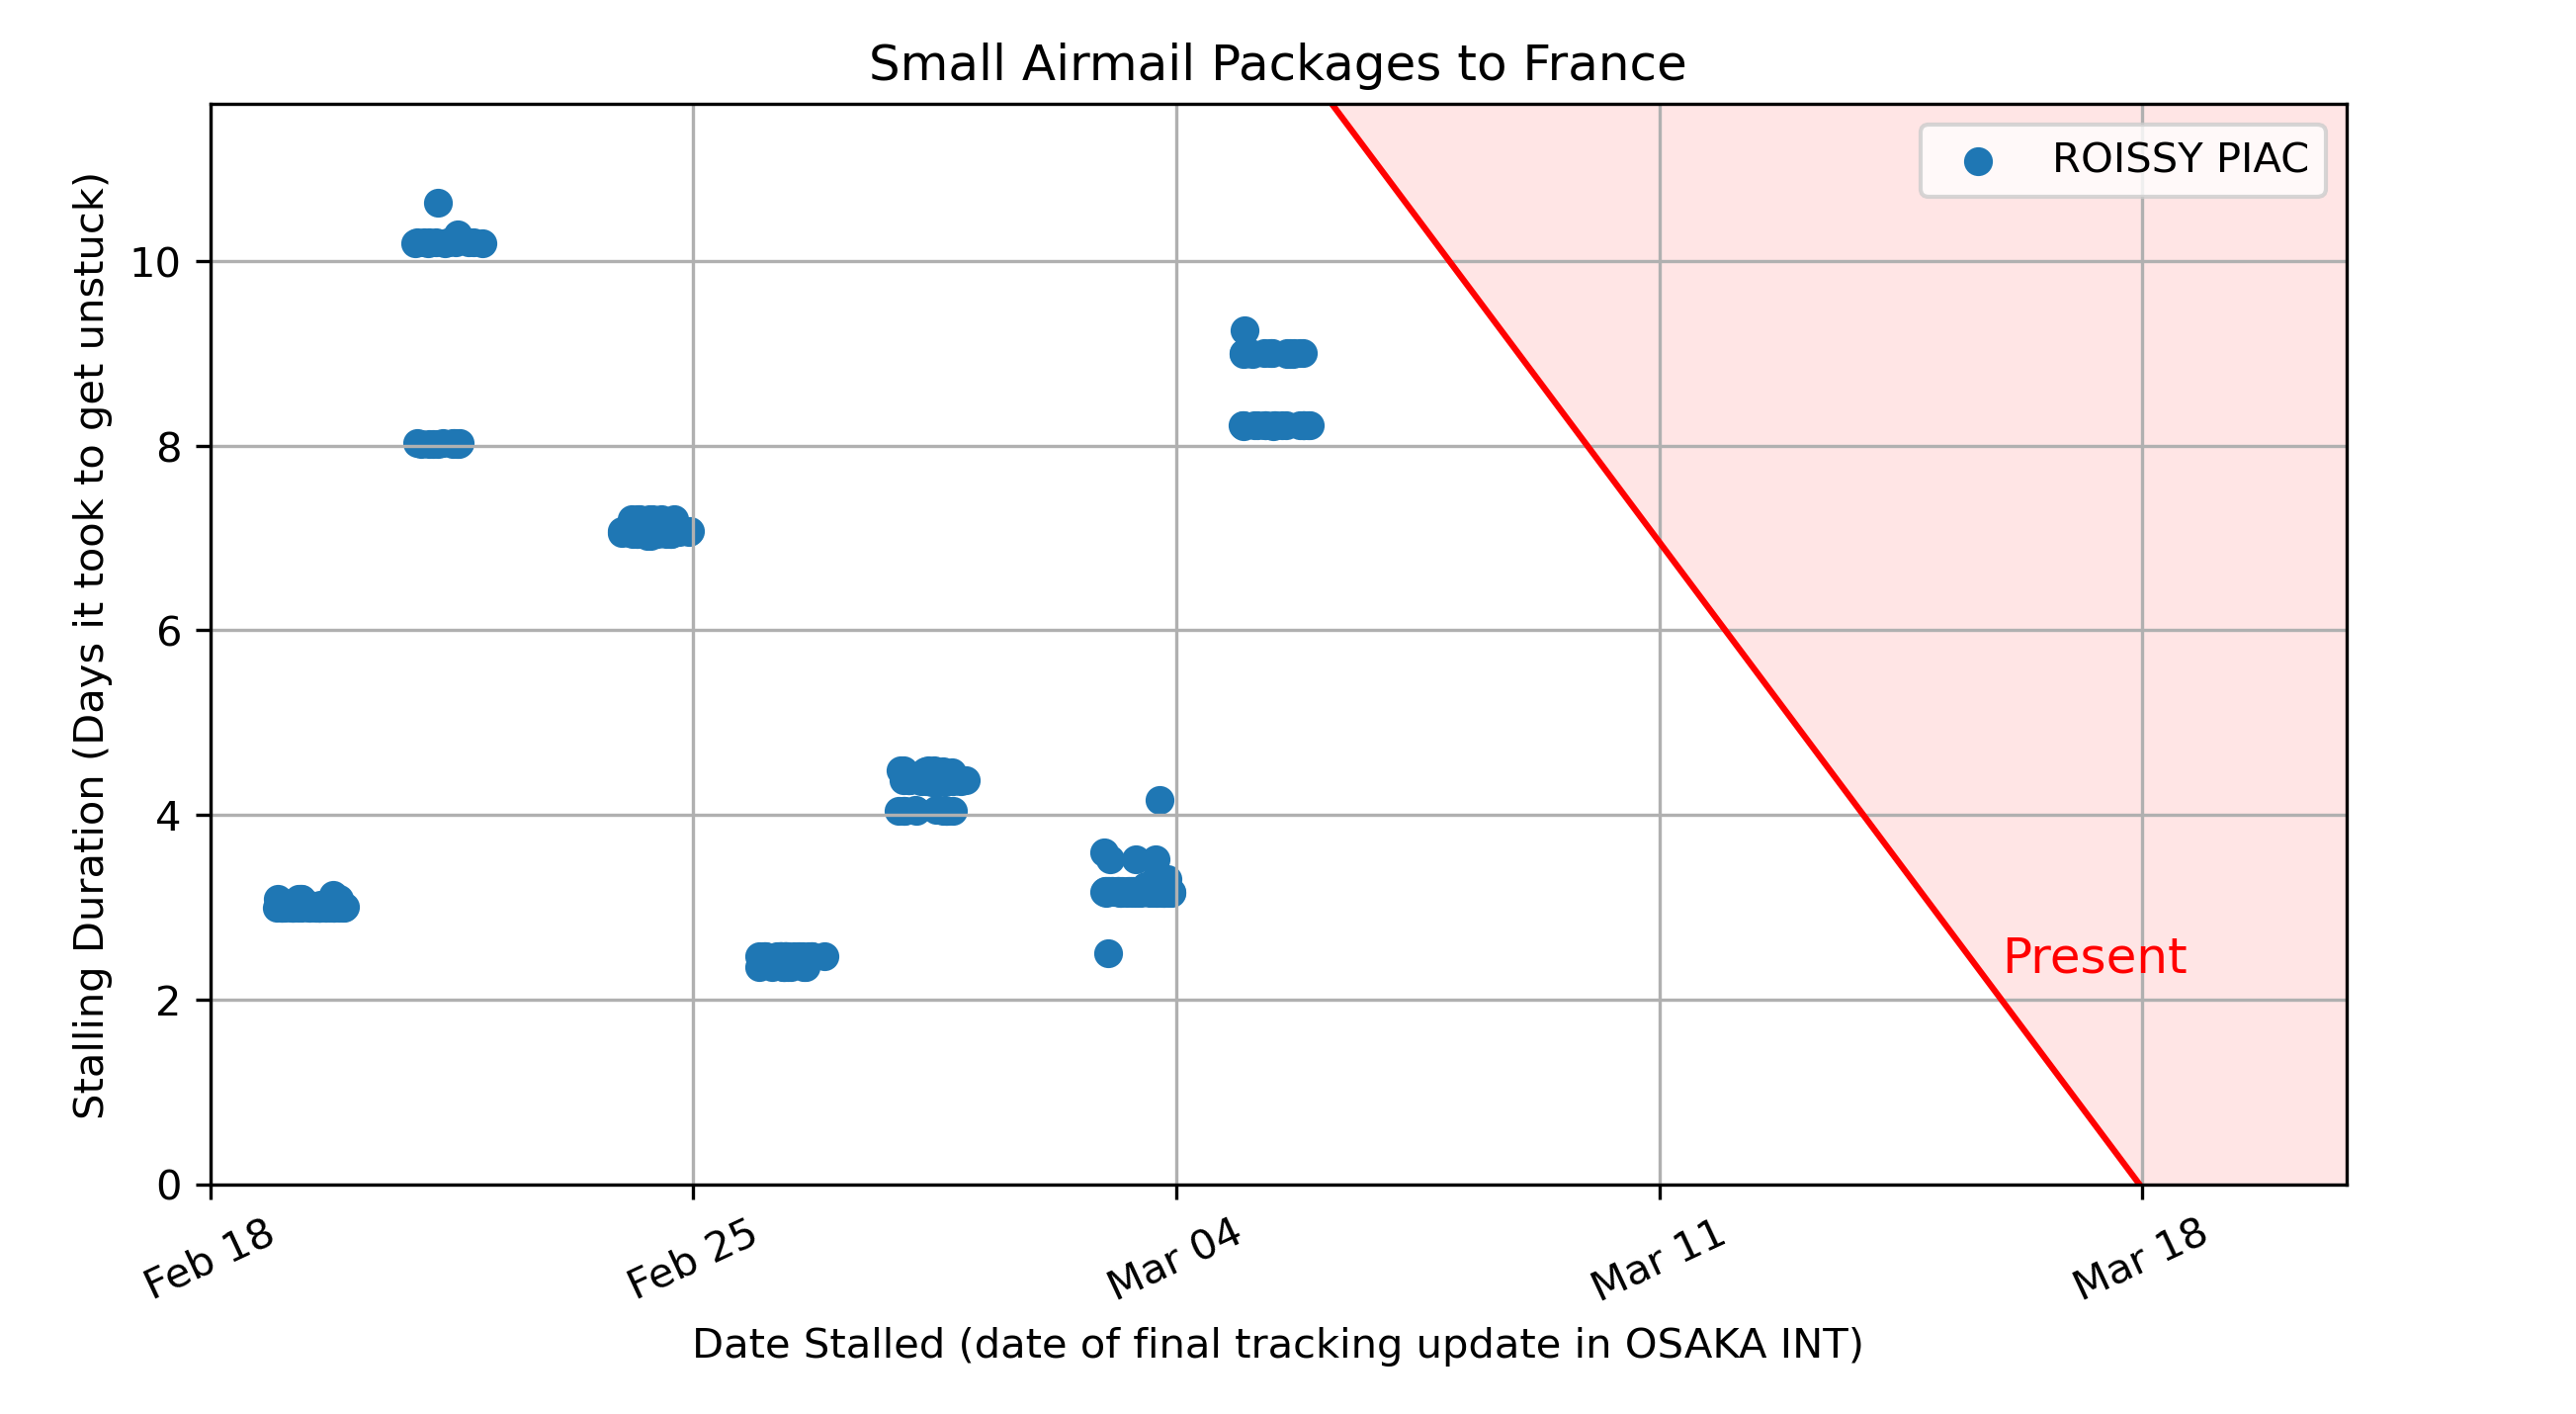 Small Airmail Packages to France
ROISSY PIAC
Stalling Duration (Days it took to get unstuck)
10
8
6
4
2
0
Present
Feb 18
Feb 25
Mar 04
Mar 11
Mar 18
Date Stalled (date of final tracking update in OSAKA INT)